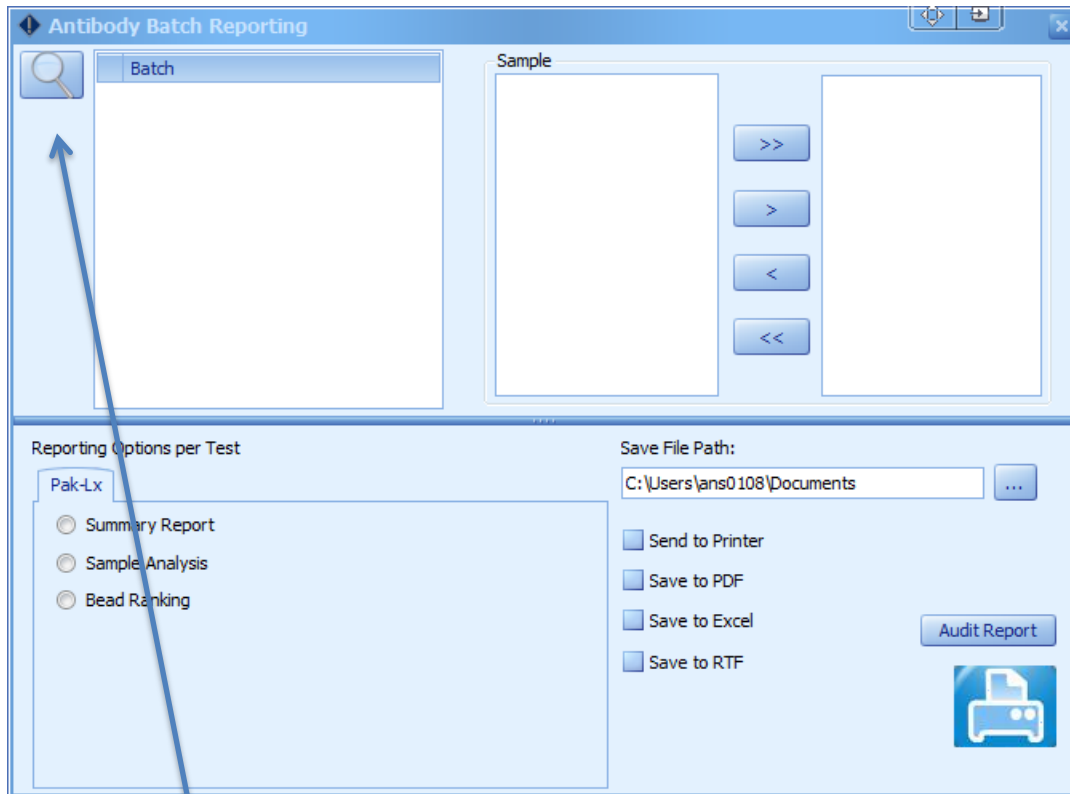 Antibody Batch Reporting
Batch
Sample
>>
>
<
<<
Reporting Options per Test
Pak-Lx
Summary Report
Sample Analysis
Bead Ranking
Save File Path:
C:\Users\ans0108\Documents
...
Send to Printer
Save to PDF
Save to Excel
Save to RTF
Audit Report